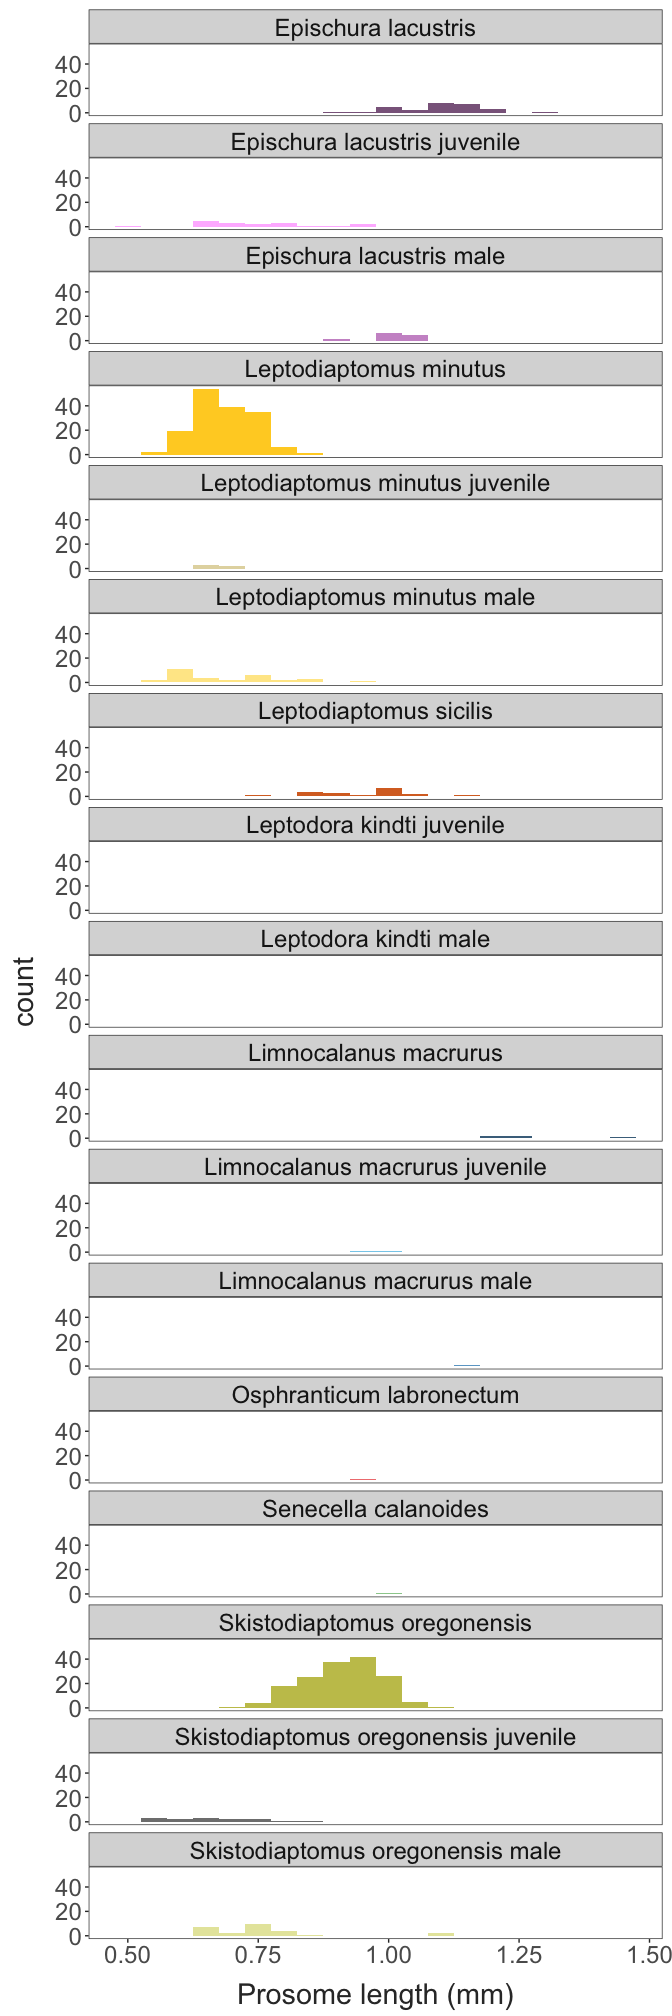 Epischura lacustris
40
20
0
Epischura lacustris juvenile
40
20
0
Epischura lacustris male
40
20
0
Leptodiaptomus minutus
40
20
0
Leptodiaptomus minutus juvenile
40
20
0
Leptodiaptomus minutus male
40
20
0
Leptodiaptomus sicilis
40
20
0
Leptodora kindti juvenile
40
20
0
Leptodora kindti male
40
20
0
count
Limnocalanus macrurus
40
20
0
Limnocalanus macrurus juvenile
40
20
0
Limnocalanus macrurus male
40
20
0
Osphranticum labronectum
40
20
0
Senecella calanoides
40
20
0
Skistodiaptomus oregonensis
40
20
0
Skistodiaptomus oregonensis juvenile
40
20
0
Skistodiaptomus oregonensis male
40
20
0
0.50 0.75 1.00 1.25 1.50
Prosome length (mm)